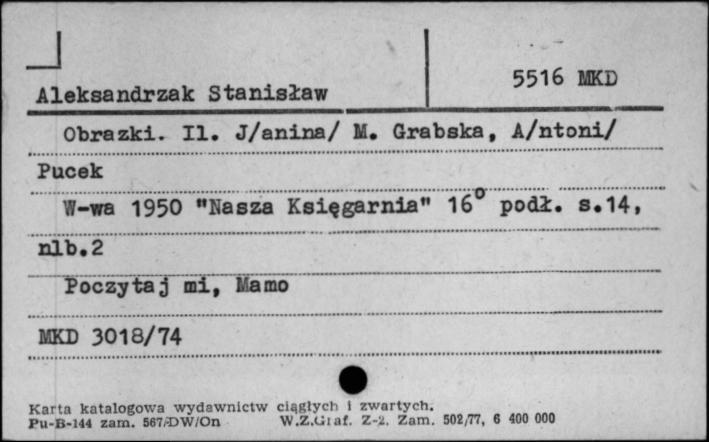 5516 MKD
Aleksandrzak Stanisław
Obrazki. Il. J/anina/ M. Grabska, A/ntoni/
Pucek
W-wa 1950 "Nasza Księgarnia" 16° podł. s.14,
nlb.2
Poczytaj mi, Mamo
MKD 3018/74
Karta katalogowa wydawnictw ciągłych i zwartych.
Pu-B-144 zam. 567/DW/On W.Z.Graf. Z-2. Zam. 502/77, 6 400 000